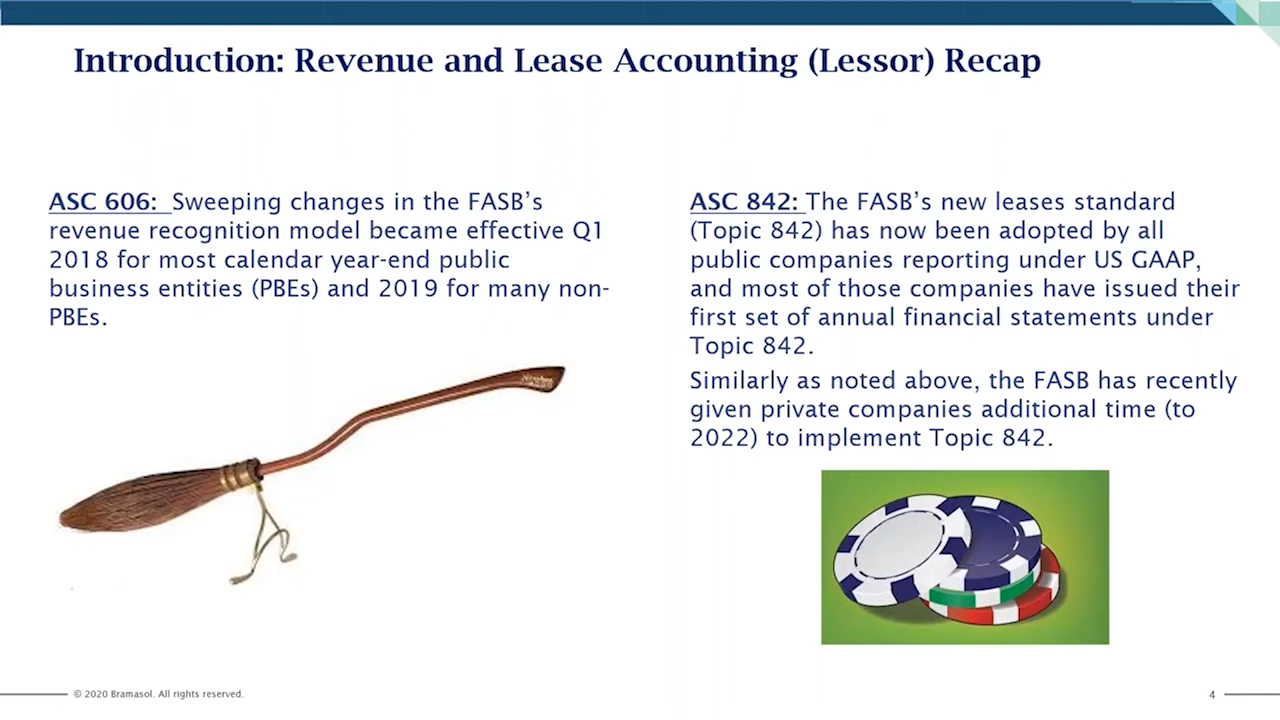 Introduction: Revenue and Lease Accounting (Lessor) Recap
ASC 606: Sweeping changes in the FASB’s
revenue recognition model became effective Q1
2018 for most calendar year-end public
business entities (PBEs) and 2019 for many non-
PBEs.
ASC 842: The FASB’s new leases standard
(Topic 842) has now been adopted by all
public companies reporting under US GAAP,
and most of those companies have issued their
first set of annual financial statements under
Topic 842.
Similarly as noted above, the FASB has recently
given private companies additional time (to
2022) to implement Topic 842.
© 2020 Bramasol. All rights reserved.
4